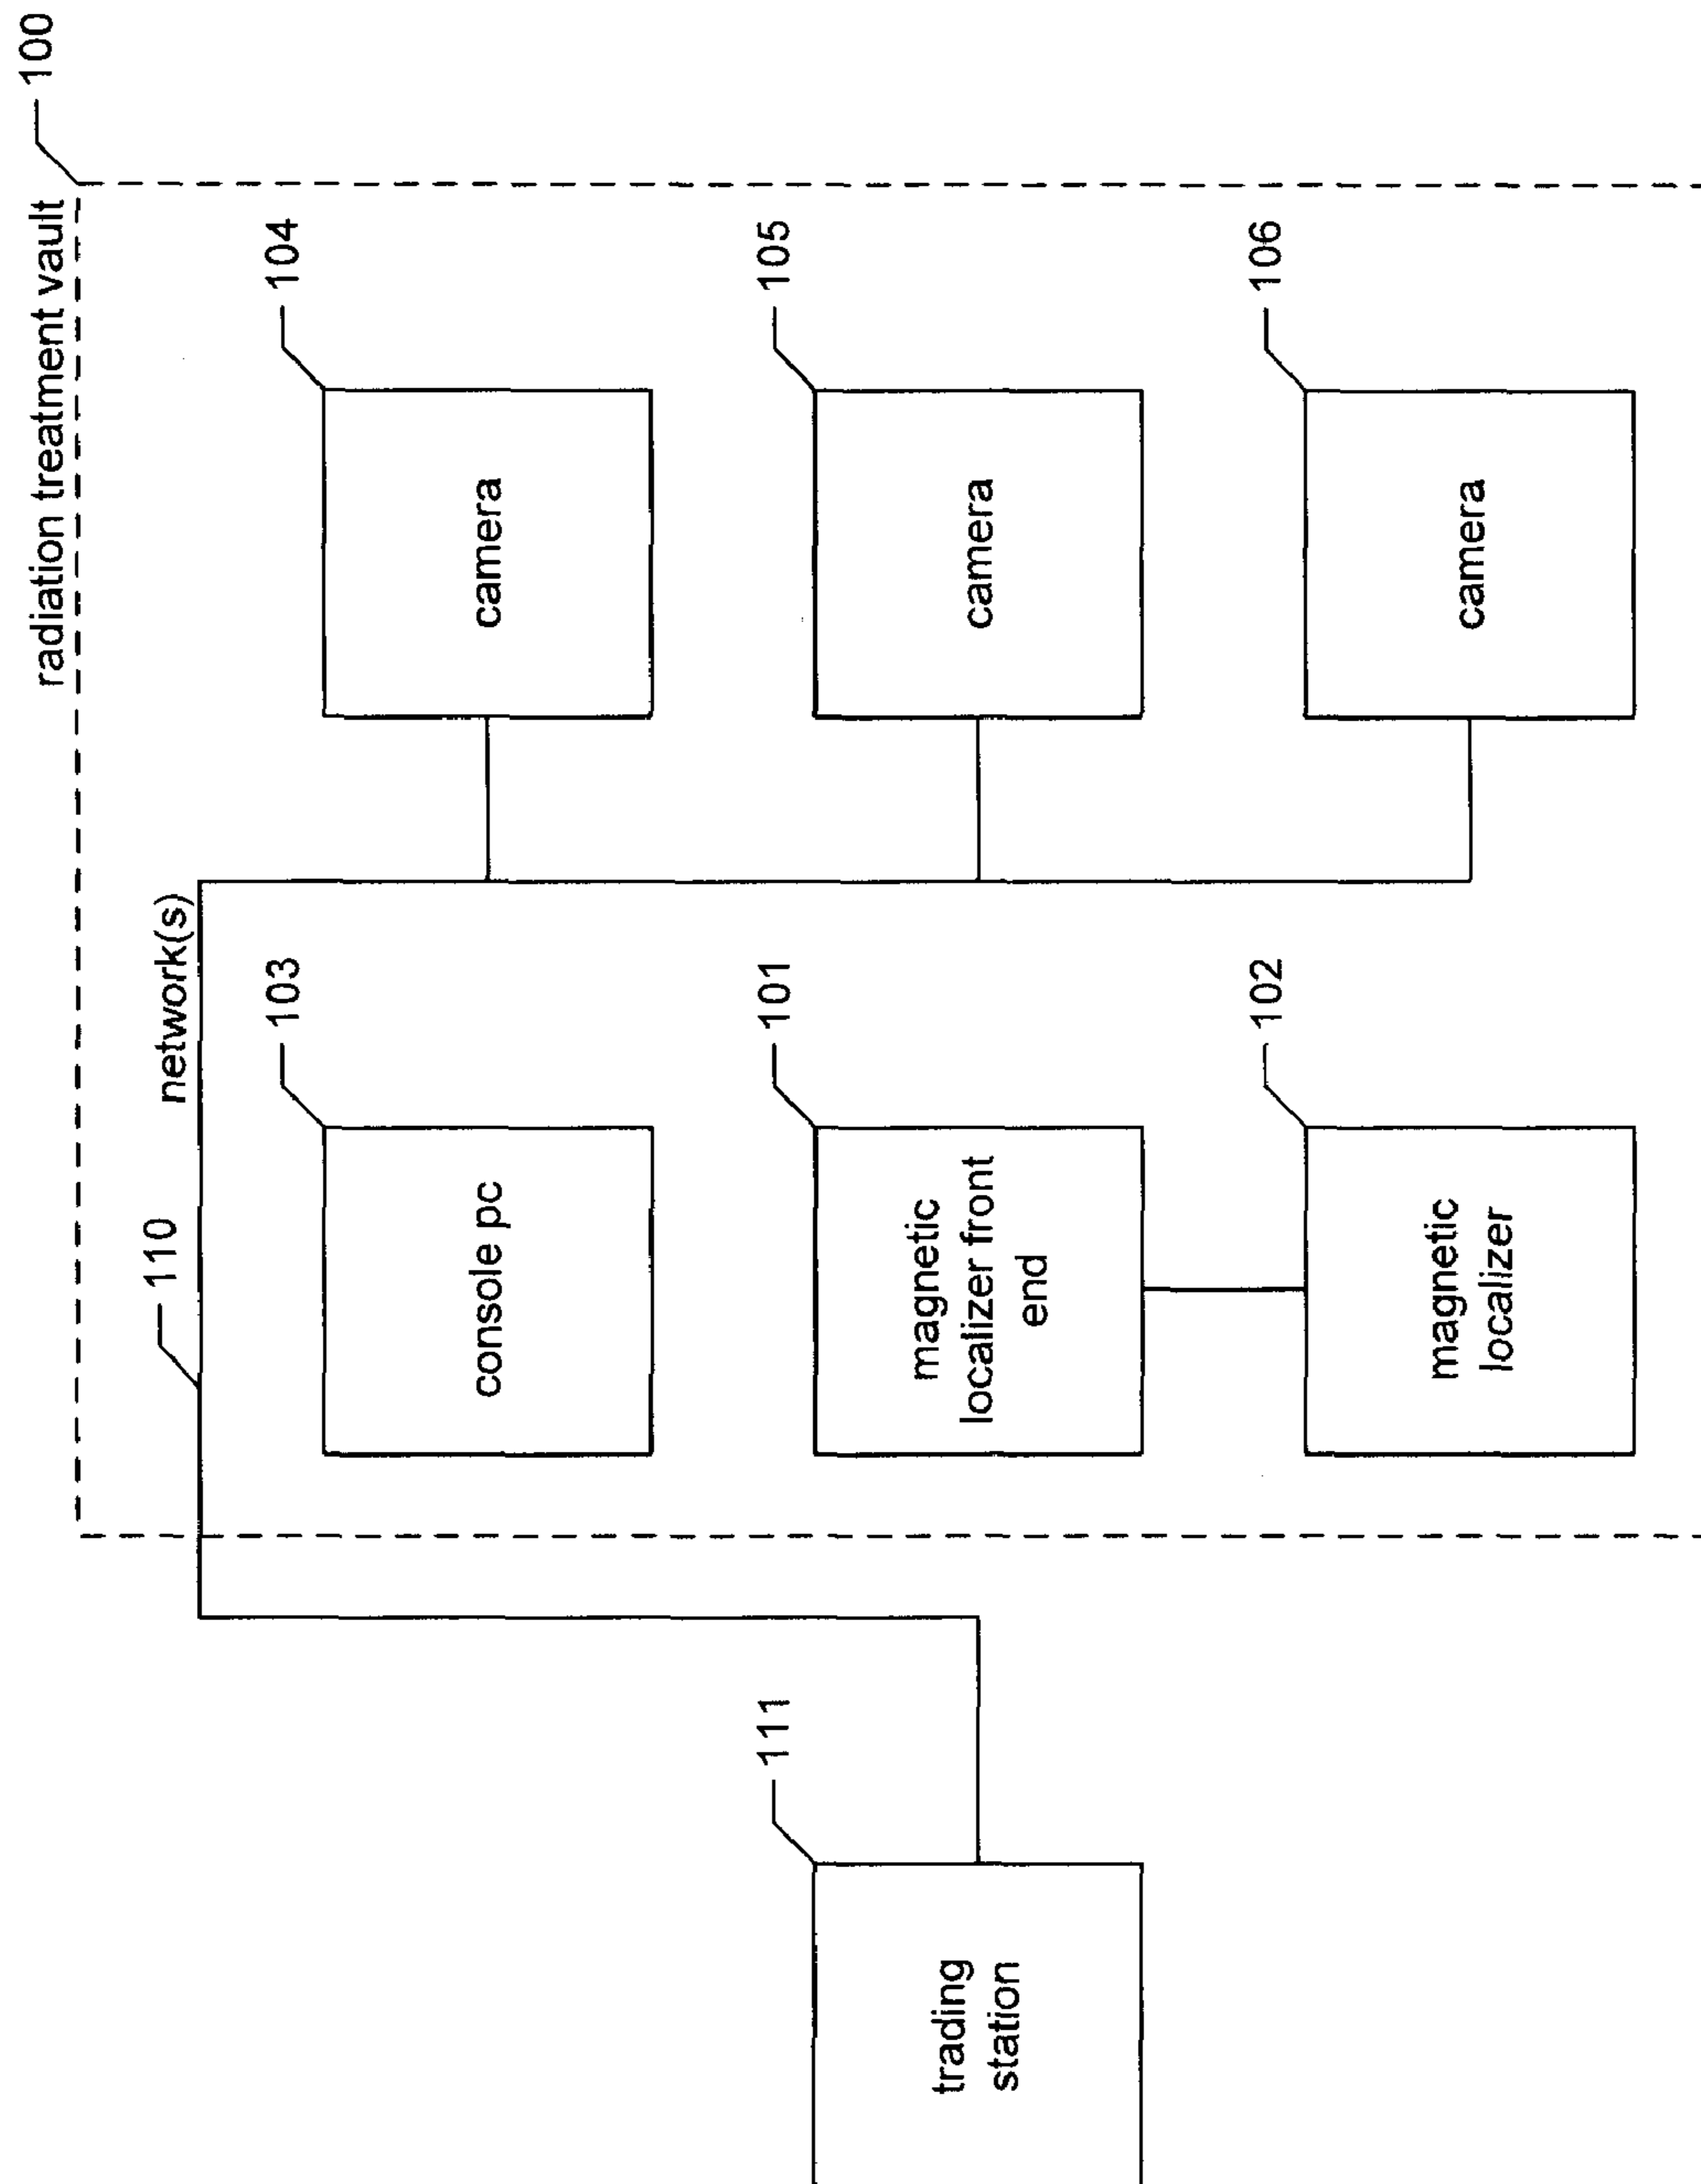 100
radiation treatment vault
network(s)
110
103
console pc
104
camera
111
trading
station
101
magnetic
localizer front
end
105
camera
102
magnetic
localizer
106
camera